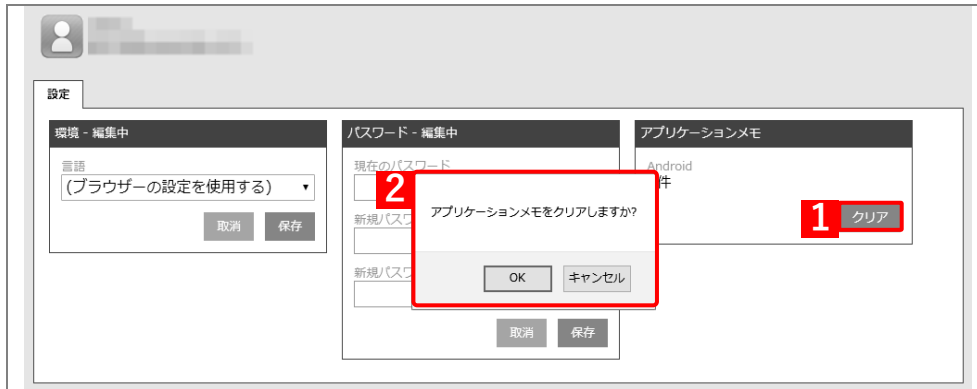 設定
環境 - 編集中
言語
(ブラウザーの設定を使用する)
取消 保存
パスワード - 編集中
現在のパスワード
新規パスワ
新規パスワ
取消 保存
2
アプリケーションメモをクリアしますか?
OK キャンセル
アプリケーションメモ
Android
件
1
クリア